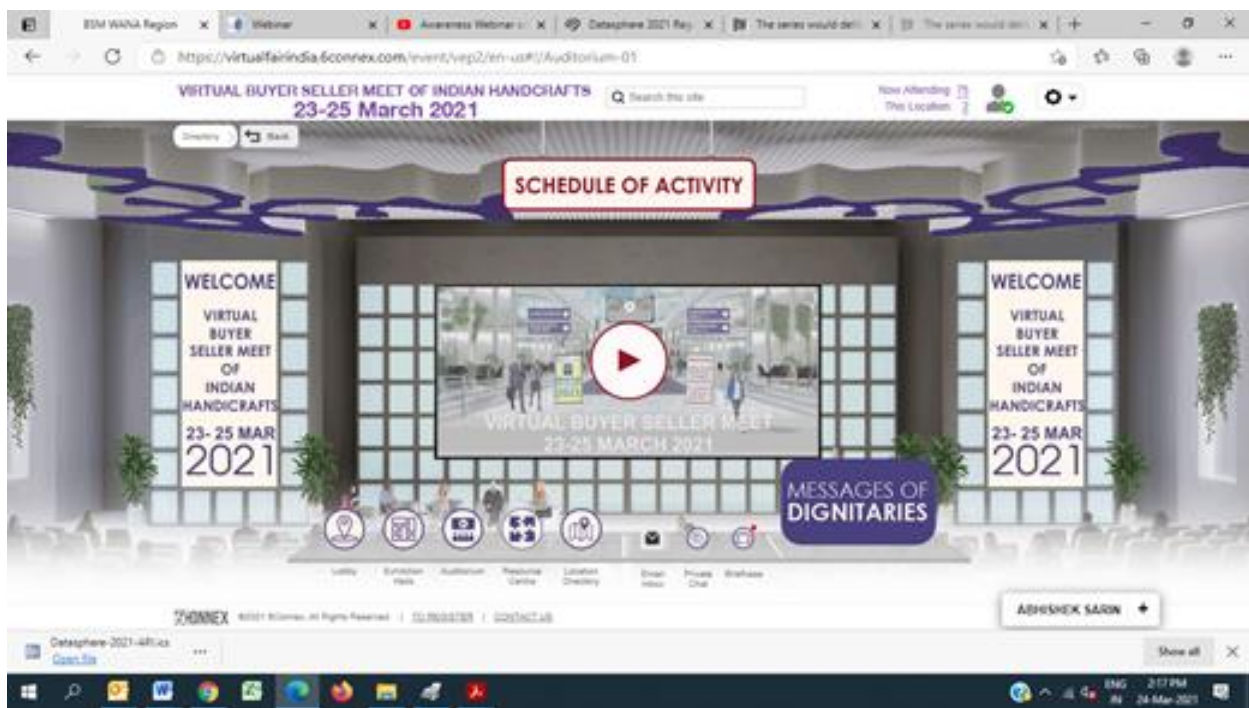 BSM WANA Region
Webinar
Awareness Webinar
Datasphere 2021 Reg
The series would deli
The series would deli
https://virtualfairindia.6connex.com/event/vep2/en-us#!/Auditorium-01
VIRTUAL BUYER SELLER MEET OF INDIAN HANDCRAFTS
23-25 March 2021
Search this site
Now Attending
This Location
Directory
Back
SCHEDULE OF ACTIVITY
WELCOME
VIRTUAL
BUYER
SELLER MEET
OF
INDIAN
HANDICRAFTS
23- 25 MAR
2021
VIRTUAL BUYER SELLER MEET
23-25 MARCH 2021
WELCOME
VIRTUAL
BUYER
SELLER MEET
OF
INDIAN
HANDICRAFTS
23- 25 MAR
2021
MESSAGES OF
DIGNITARIES
Lobby
Exhibition
Halls
Auditorium
Resource
Centre
Location
Directory
Email
Inbox
Private
Chat
Briefcase
6CONNEX ©2021 6Connex. All Rights Reserved. | TO REGISTER | CONTACT US
ABHISHEK SARIN +
Datasphere-2021-ARI.ics
Open file
Show all
ENG
IN
2:17 PM
24-Mar-2021